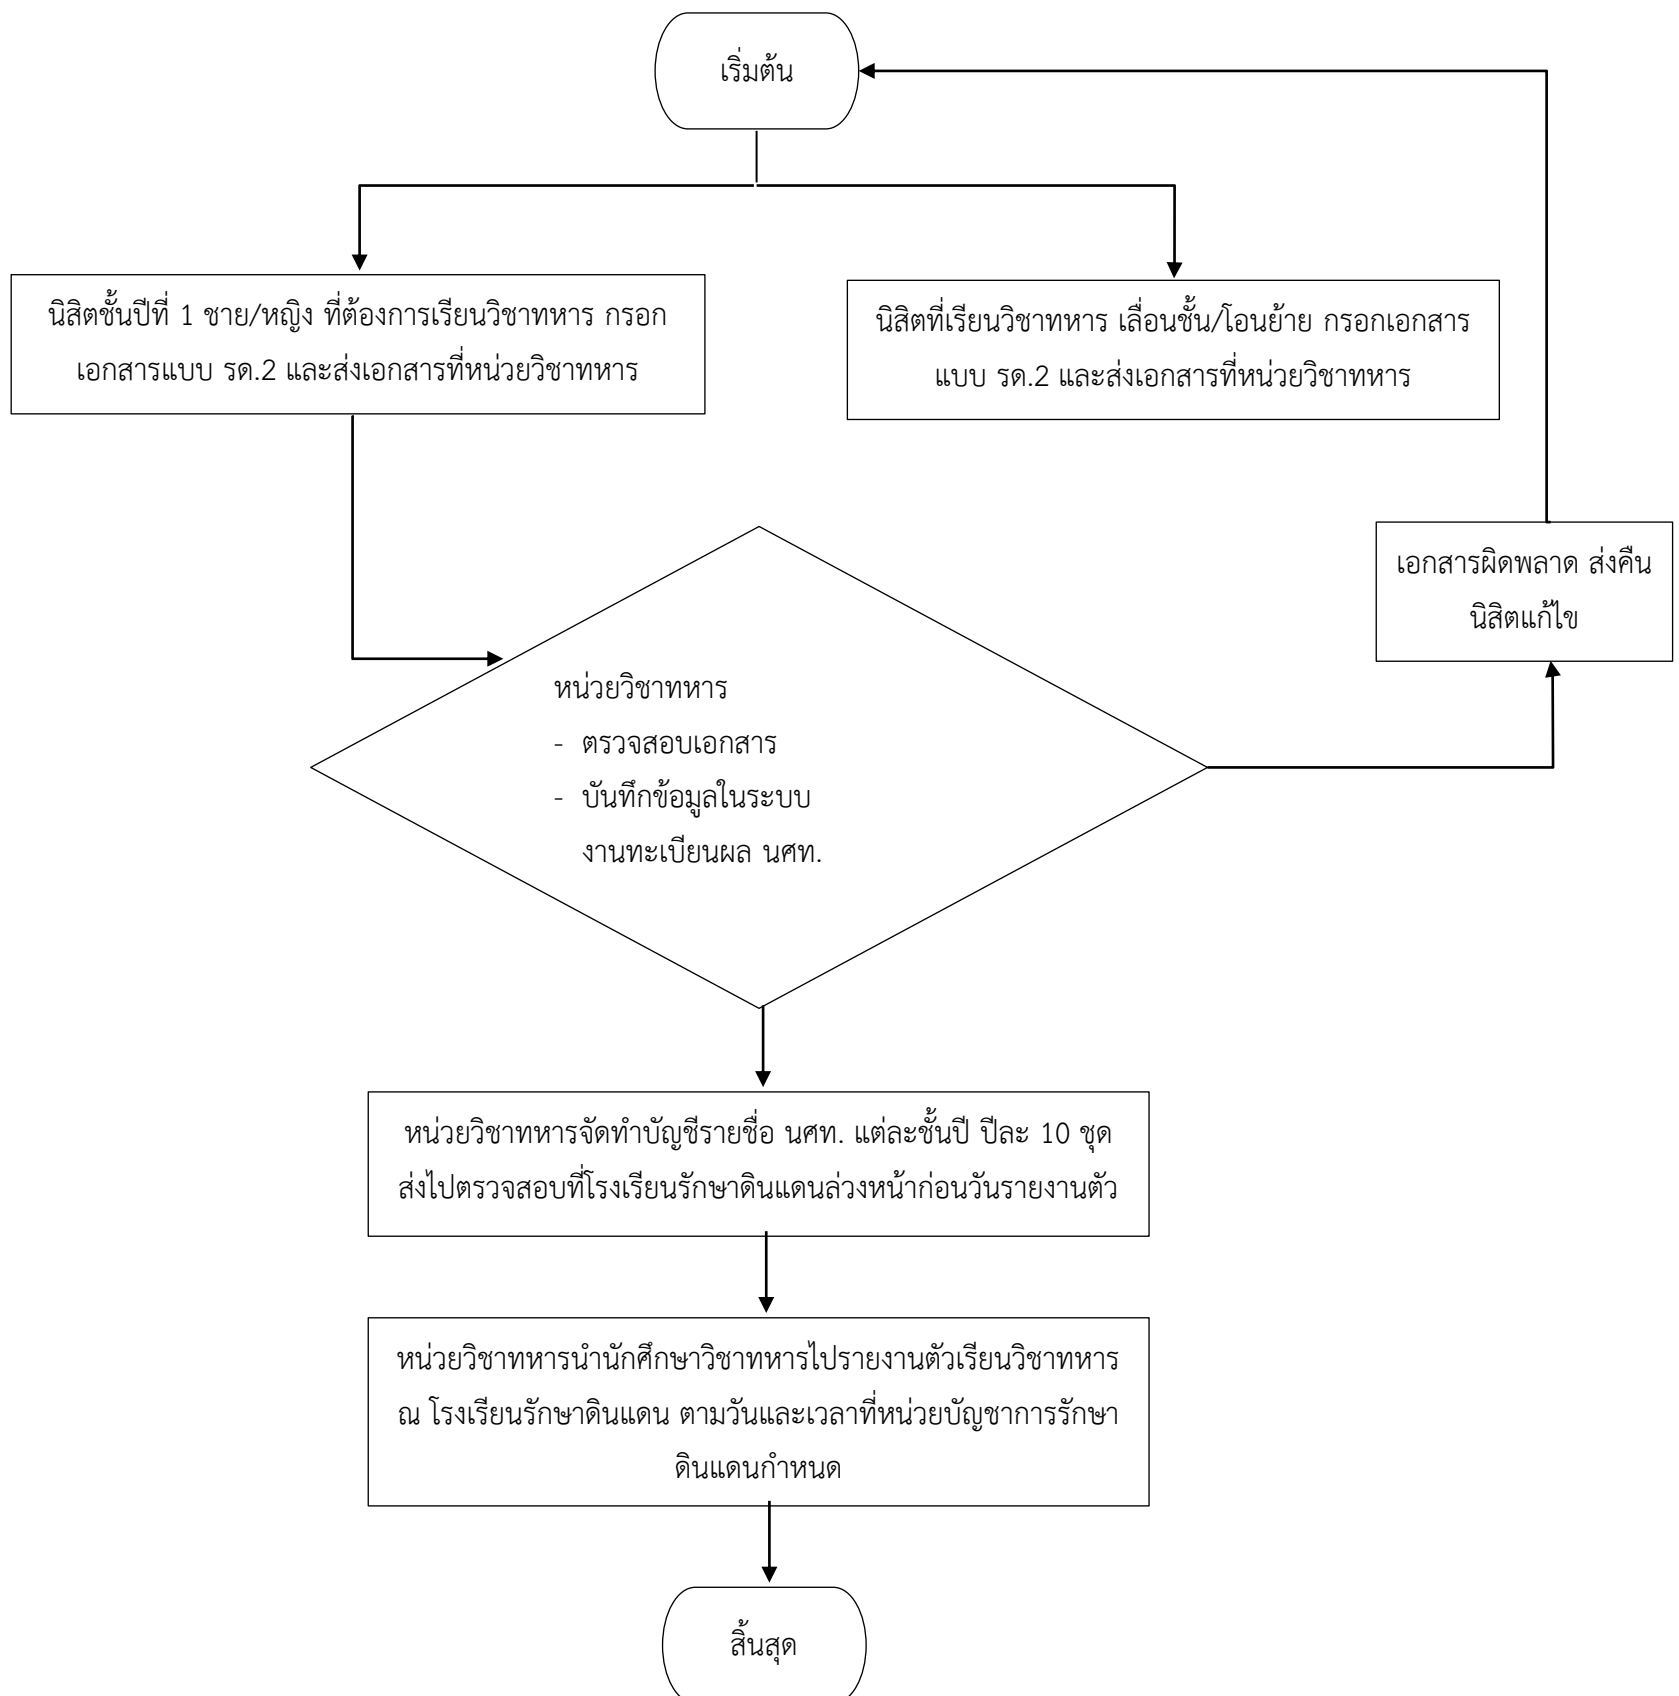 เริ่มต้น
นิสิตชั้นปีที่ 1 ชาย/หญิง ที่ต้องการเรียนวิชาทหาร กรอก
เอกสารแบบ รด.2 และส่งเอกสารที่หน่วยวิชาทหาร
นิสิตที่เรียนวิชาทหาร เลื่อนชั้น/โอนย้าย กรอกเอกสาร
แบบ รด.2 และส่งเอกสารที่หน่วยวิชาทหาร
เอกสารผิดพลาด ส่งคืน
นิสิตแก้ไข
หน่วยวิชาทหาร
- ตรวจสอบเอกสาร
- บันทึกข้อมูลในระบบ
งานทะเบียนผล นศท.
หน่วยวิชาทหารจัดทำบัญชีรายชื่อ นศท. แต่ละชั้นปี ปีละ 10 ชุด
ส่งไปตรวจสอบที่โรงเรียนรักษาดินแดนล่วงหน้าก่อนวันรายงานตัว
หน่วยวิชาทหารนำนักศึกษาวิชาทหารไปรายงานตัวเรียนวิชาทหาร
ณ โรงเรียนรักษาดินแดน ตามวันและเวลาที่หน่วยบัญชาการรักษา
ดินแดนกำหนด
สิ้นสุด